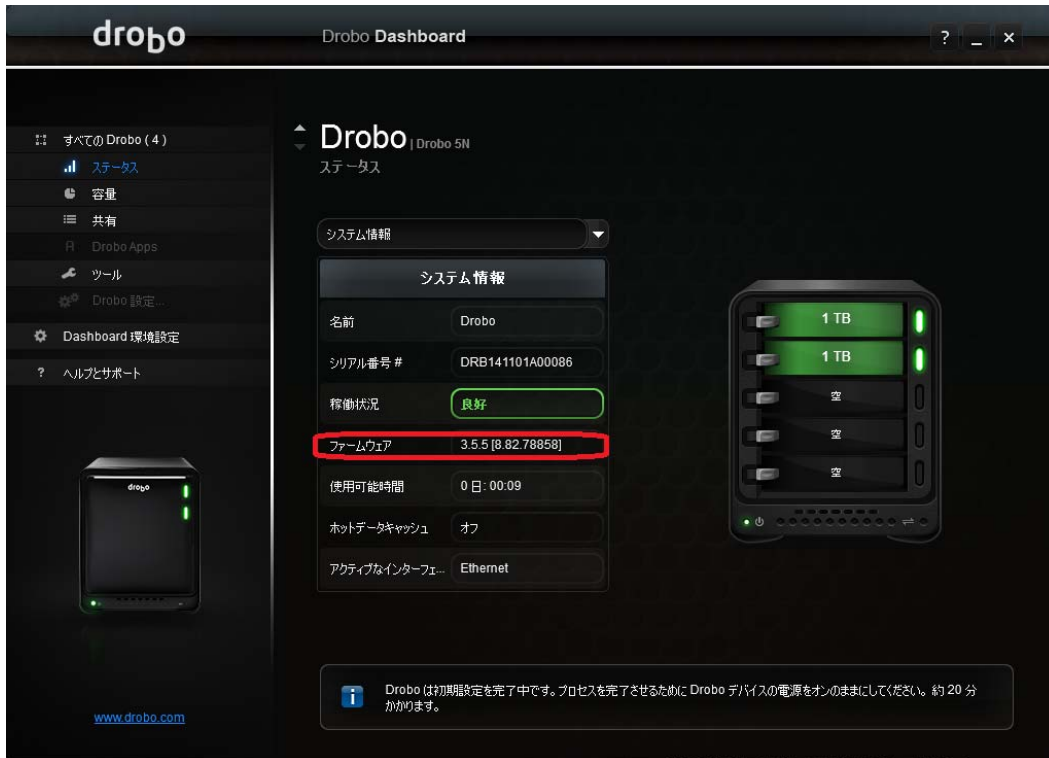 drobo
Drobo Dashboard
? _ ×
すべての Drobo ( 4 )
ステータス
容量
共有
Drobo Apps
ツール
Drobo 設定...
Dashboard 環境設定
? ヘルプとサポート
drobo
www.drobo.com
Drobo | Drobo 5N
ステータス
システム情報
システム情報
名前 Drobo
シリアル番号 # DRB141101A00086
稼働状況 良好
ファームウェア 3.5.5 [8.82.78858]
使用可能時間 0 日: 00:09
ホットデータキャッシュ オフ
アクティブなインターフェ... Ethernet
1 TB
1 TB
空
空
空
Drobo は初期設定を完了中です。プロセスを完了させるために Drobo デバイスの電源をオンのままにしてください。約 20 分
かかります。